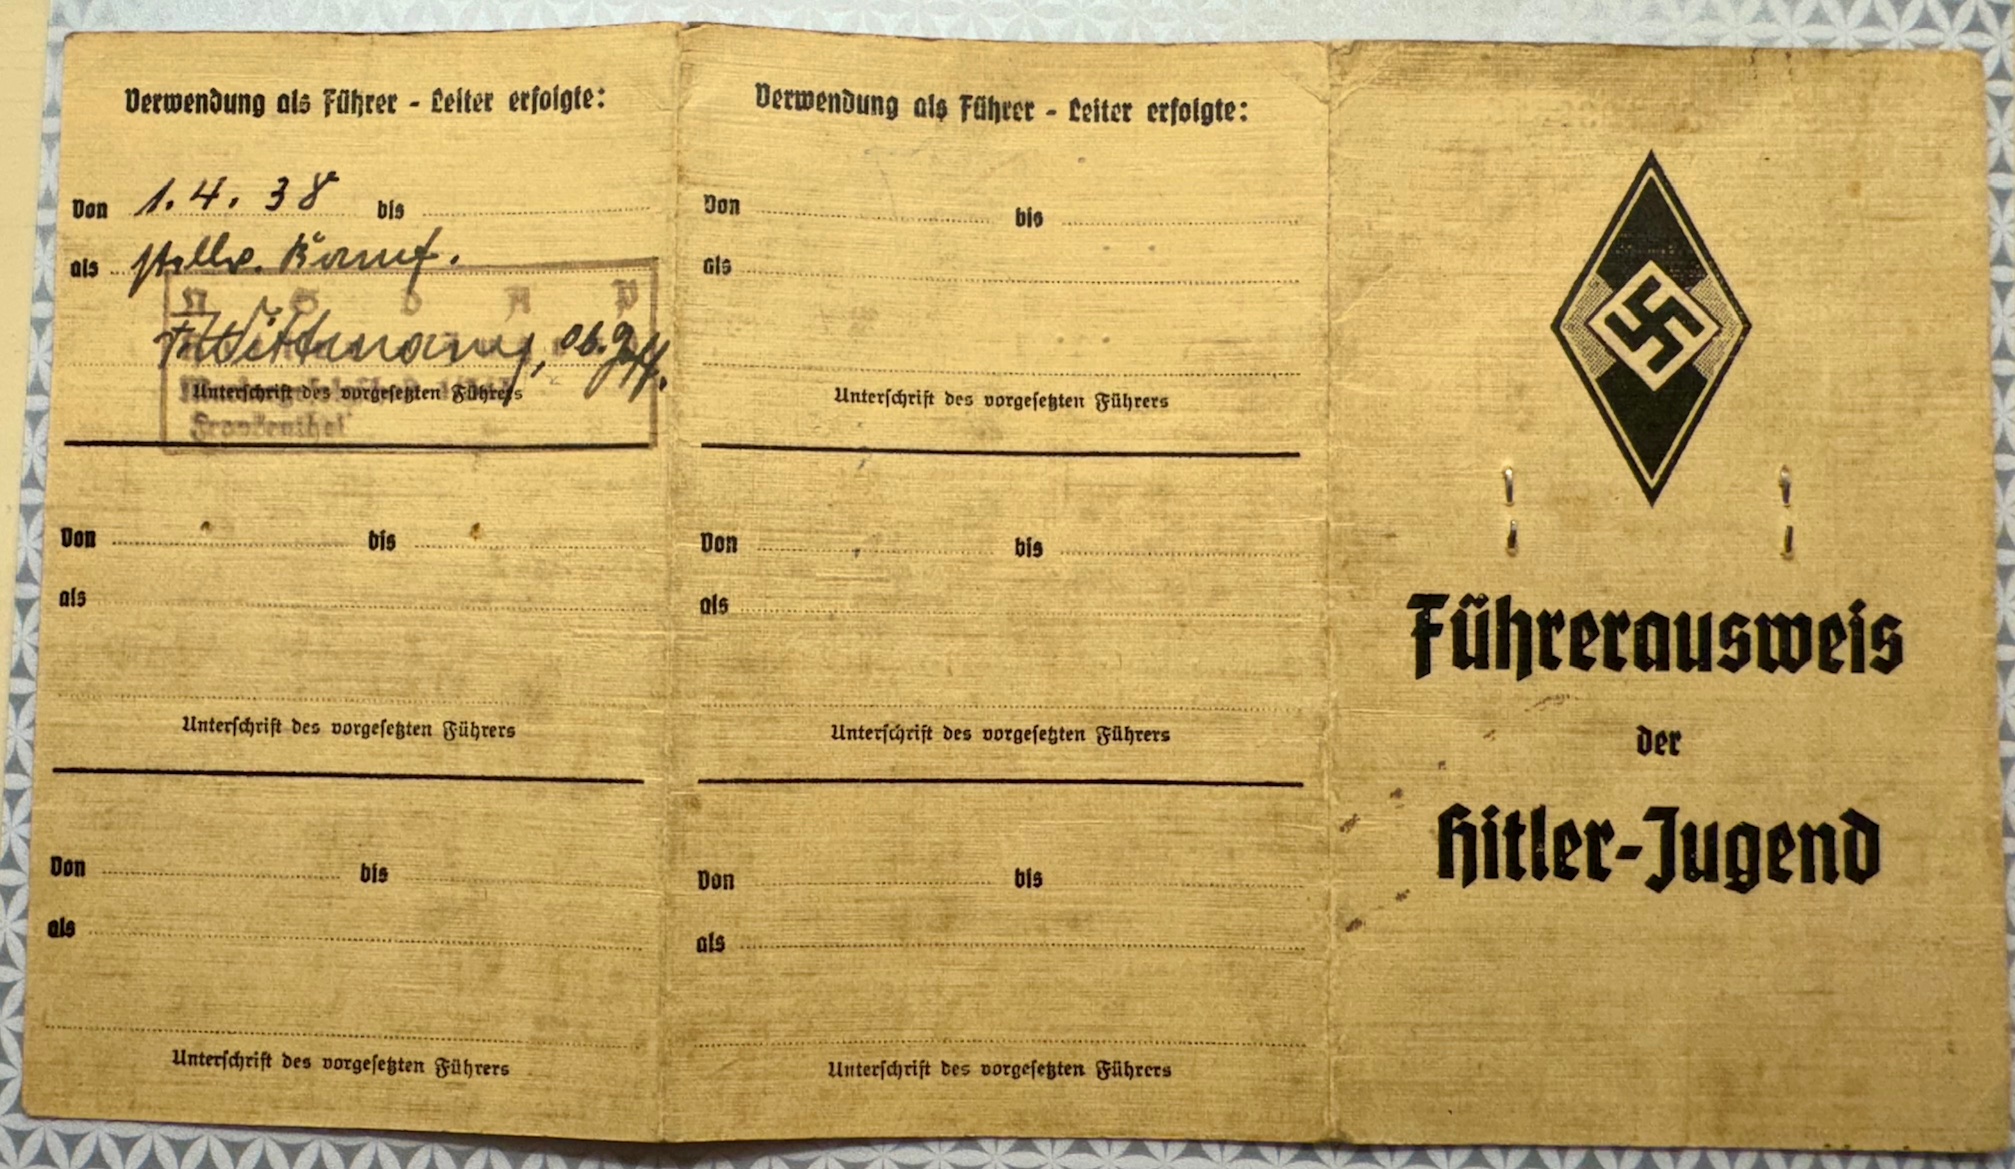 Verwendung als Führer - Leiter erfolgte:
Von 1.4.38 bis
als stellv.
N S D A P
Wittmann,
Unterschrift des vorgesetzten Führers
Frankenthal
Von bis
als
Unterschrift des vorgesetzten Führers
Von bis
als
Unterschrift des vorgesetzten Führers
Verwendung als Führer - Leiter erfolgte:
Von bis
als
Unterschrift des vorgesetzten Führers
Von bis
als
Unterschrift des vorgesetzten Führers
Von bis
als
Unterschrift des vorgesetzten Führers
Führerausweis
der
Hitler-Jugend